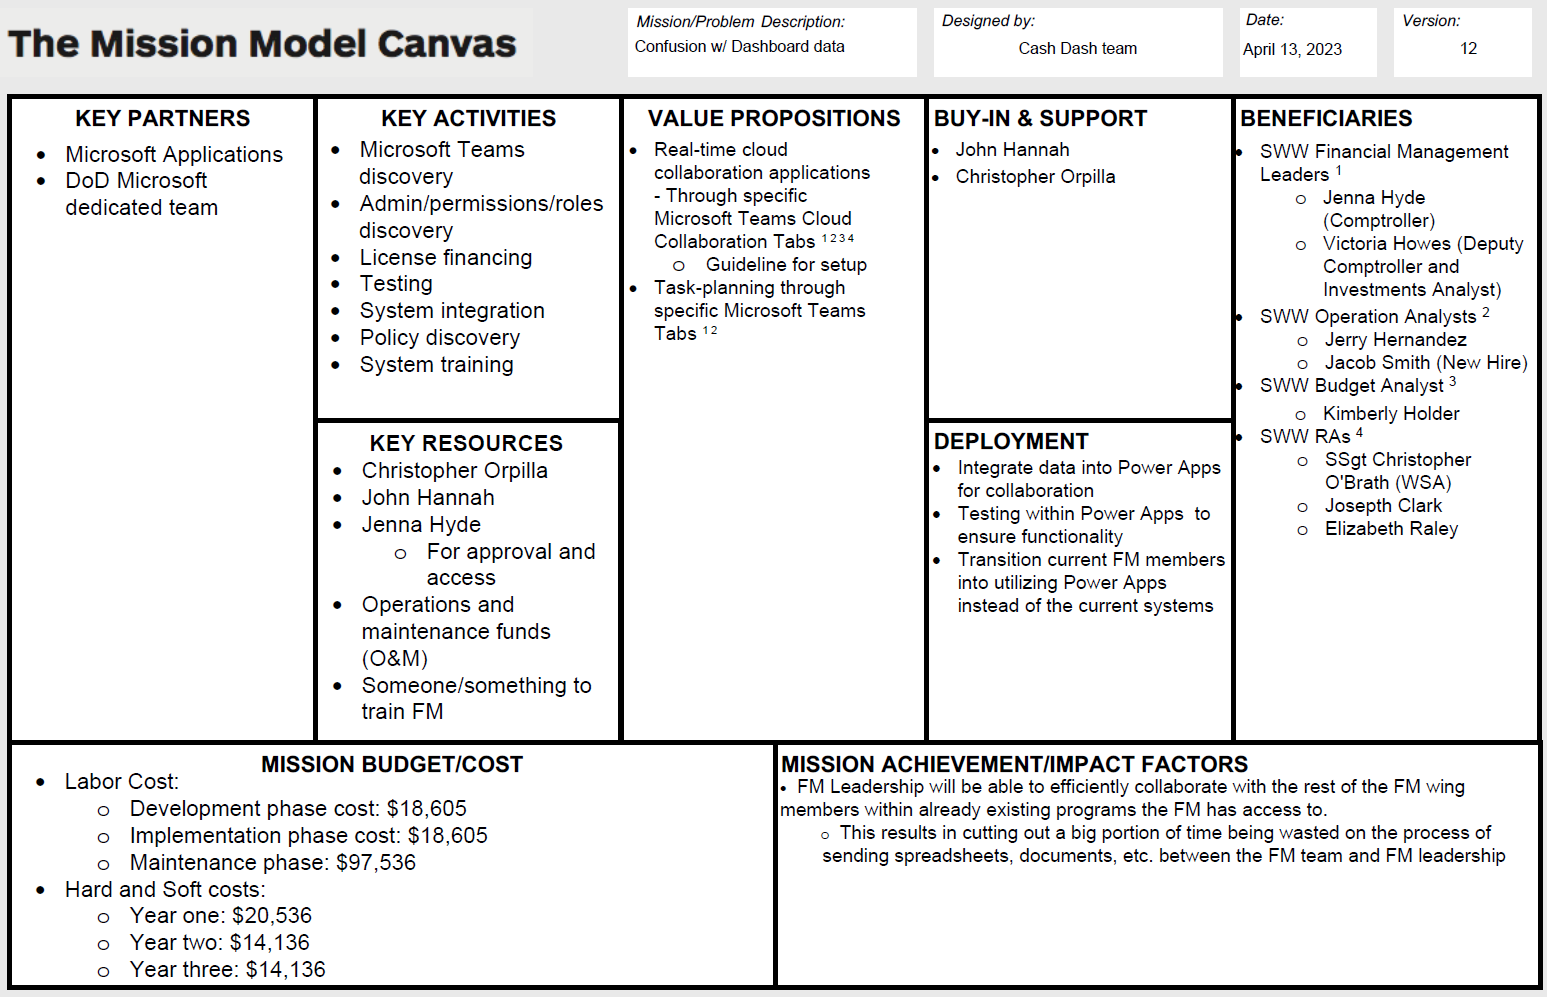 The Mission Model Canvas
Mission/Problem Description:
Confusion w/ Dashboard data
Designed by:
Cash Dash team
Date:
April 13, 2023
Version:
12
KEY PARTNERS
• Microsoft Applications
• DoD Microsoft
dedicated team
KEY ACTIVITIES
• Microsoft Teams
discovery
• Admin/permissions/roles
discovery
• License financing
• Testing
• System integration
• Policy discovery
• System training
KEY RESOURCES
• Christopher Orpilla
• John Hannah
• Jenna Hyde
o For approval and
access
• Operations and
maintenance funds
(O&M)
• Someone/something to
train FM
VALUE PROPOSITIONS
• Real-time cloud
collaboration applications
- Through specific
Microsoft Teams Cloud
Collaboration Tabs 1 2 3 4
o Guideline for setup
• Task-planning through
specific Microsoft Teams
Tabs 1 2
BUY-IN & SUPPORT
• John Hannah
• Christopher Orpilla
DEPLOYMENT
• Integrate data into Power Apps
for collaboration
• Testing within Power Apps to
ensure functionality
• Transition current FM members
into utilizing Power Apps
instead of the current systems
BENEFICIARIES
• SWW Financial Management
Leaders 1
o Jenna Hyde
(Comptroller)
o Victoria Howes (Deputy
Comptroller and
Investments Analyst)
• SWW Operation Analysts 2
o Jerry Hernandez
o Jacob Smith (New Hire)
• SWW Budget Analyst 3
o Kimberly Holder
• SWW RAs 4
o SSgt Christopher
O'Brath (WSA)
o Josepth Clark
o Elizabeth Raley
MISSION BUDGET/COST
• Labor Cost:
o Development phase cost: $18,605
o Implementation phase cost: $18,605
o Maintenance phase: $97,536
• Hard and Soft costs:
o Year one: $20,536
o Year two: $14,136
o Year three: $14,136
MISSION ACHIEVEMENT/IMPACT FACTORS
• FM Leadership will be able to efficiently collaborate with the rest of the FM wing
members within already existing programs the FM has access to.
o This results in cutting out a big portion of time being wasted on the process of
sending spreadsheets, documents, etc. between the FM team and FM leadership